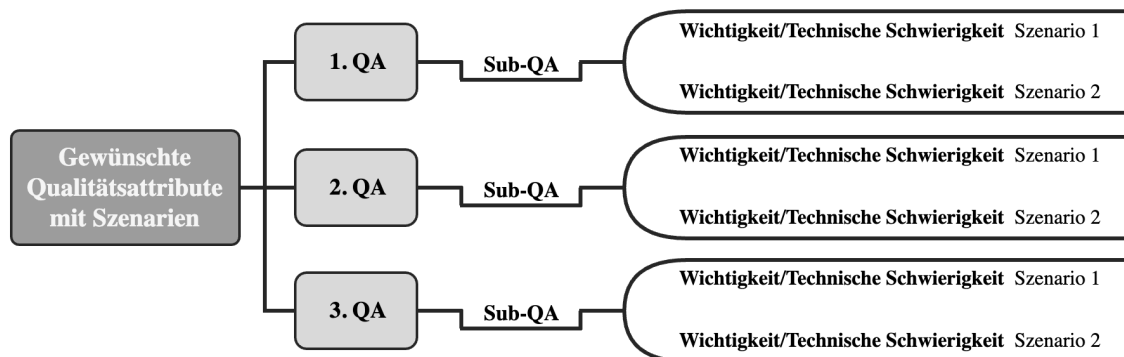 Gewünschte
Qualitätsattribute
mit Szenarien
1. QA
Sub-QA
Wichtigkeit/Technische Schwierigkeit Szenario 1
Wichtigkeit/Technische Schwierigkeit Szenario 2
2. QA
Sub-QA
Wichtigkeit/Technische Schwierigkeit Szenario 1
Wichtigkeit/Technische Schwierigkeit Szenario 2
3. QA
Sub-QA
Wichtigkeit/Technische Schwierigkeit Szenario 1
Wichtigkeit/Technische Schwierigkeit Szenario 2